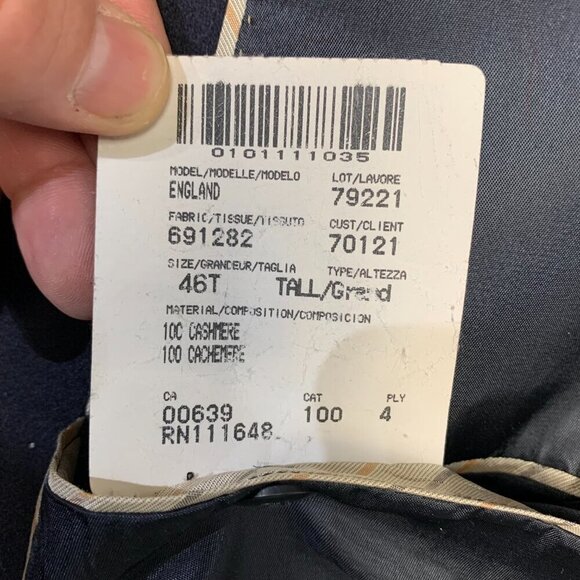 0101111035
MODEL/MODELLE/MODELO LOT/LAVORE
ENGLAND 79221
FABRIC/TISSUE/TISSUTO CUST/CLIENT
691282 70121
SIZE/GRANDEUR/TAGLIA TYPE/ALTEZZA
46T TALL/Grand
MATERIAL/COMPOSITION/COMPOSICION
100 CASHMERE
100 CACHEMERE
CA CAT PLY
00639 100 4
RN111648